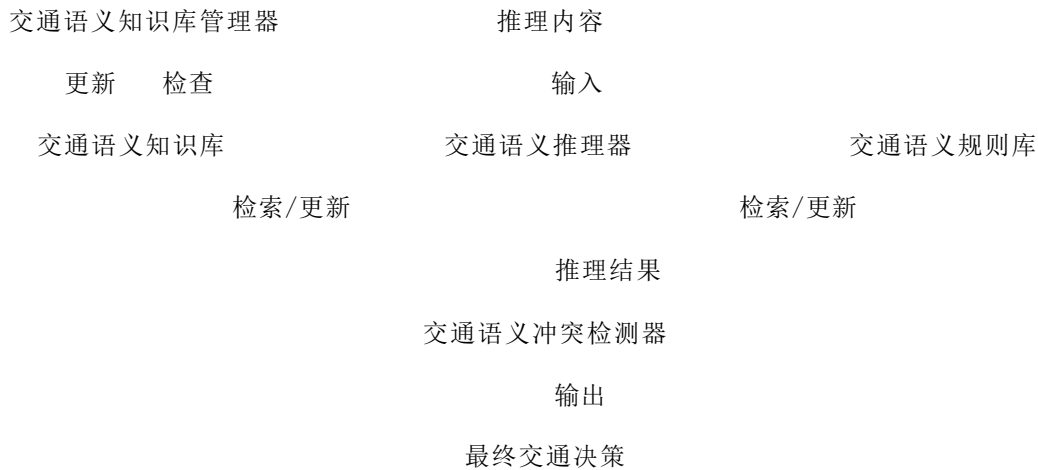 交通语义知识库管理器 推理内容
更新 检查 输入
交通语义知识库 交通语义推理器 交通语义规则库
检索/更新 检索/更新
推理结果
交通语义冲突检测器
输出
最终交通决策